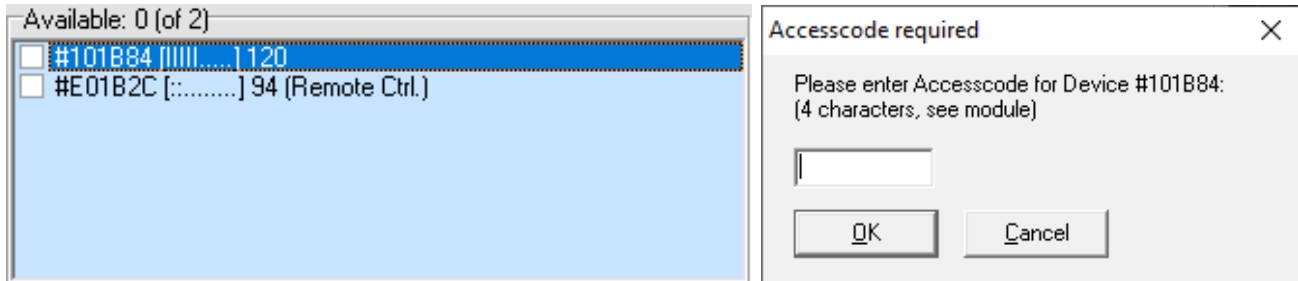 Available: 0 (of 2)
#101B84 [|||||.....] 120
#E01B2C [::........] 94 (Remote Ctrl.)
Accesscode required
Please enter Accesscode for Device #101B84:
(4 characters, see module)
OK
Cancel